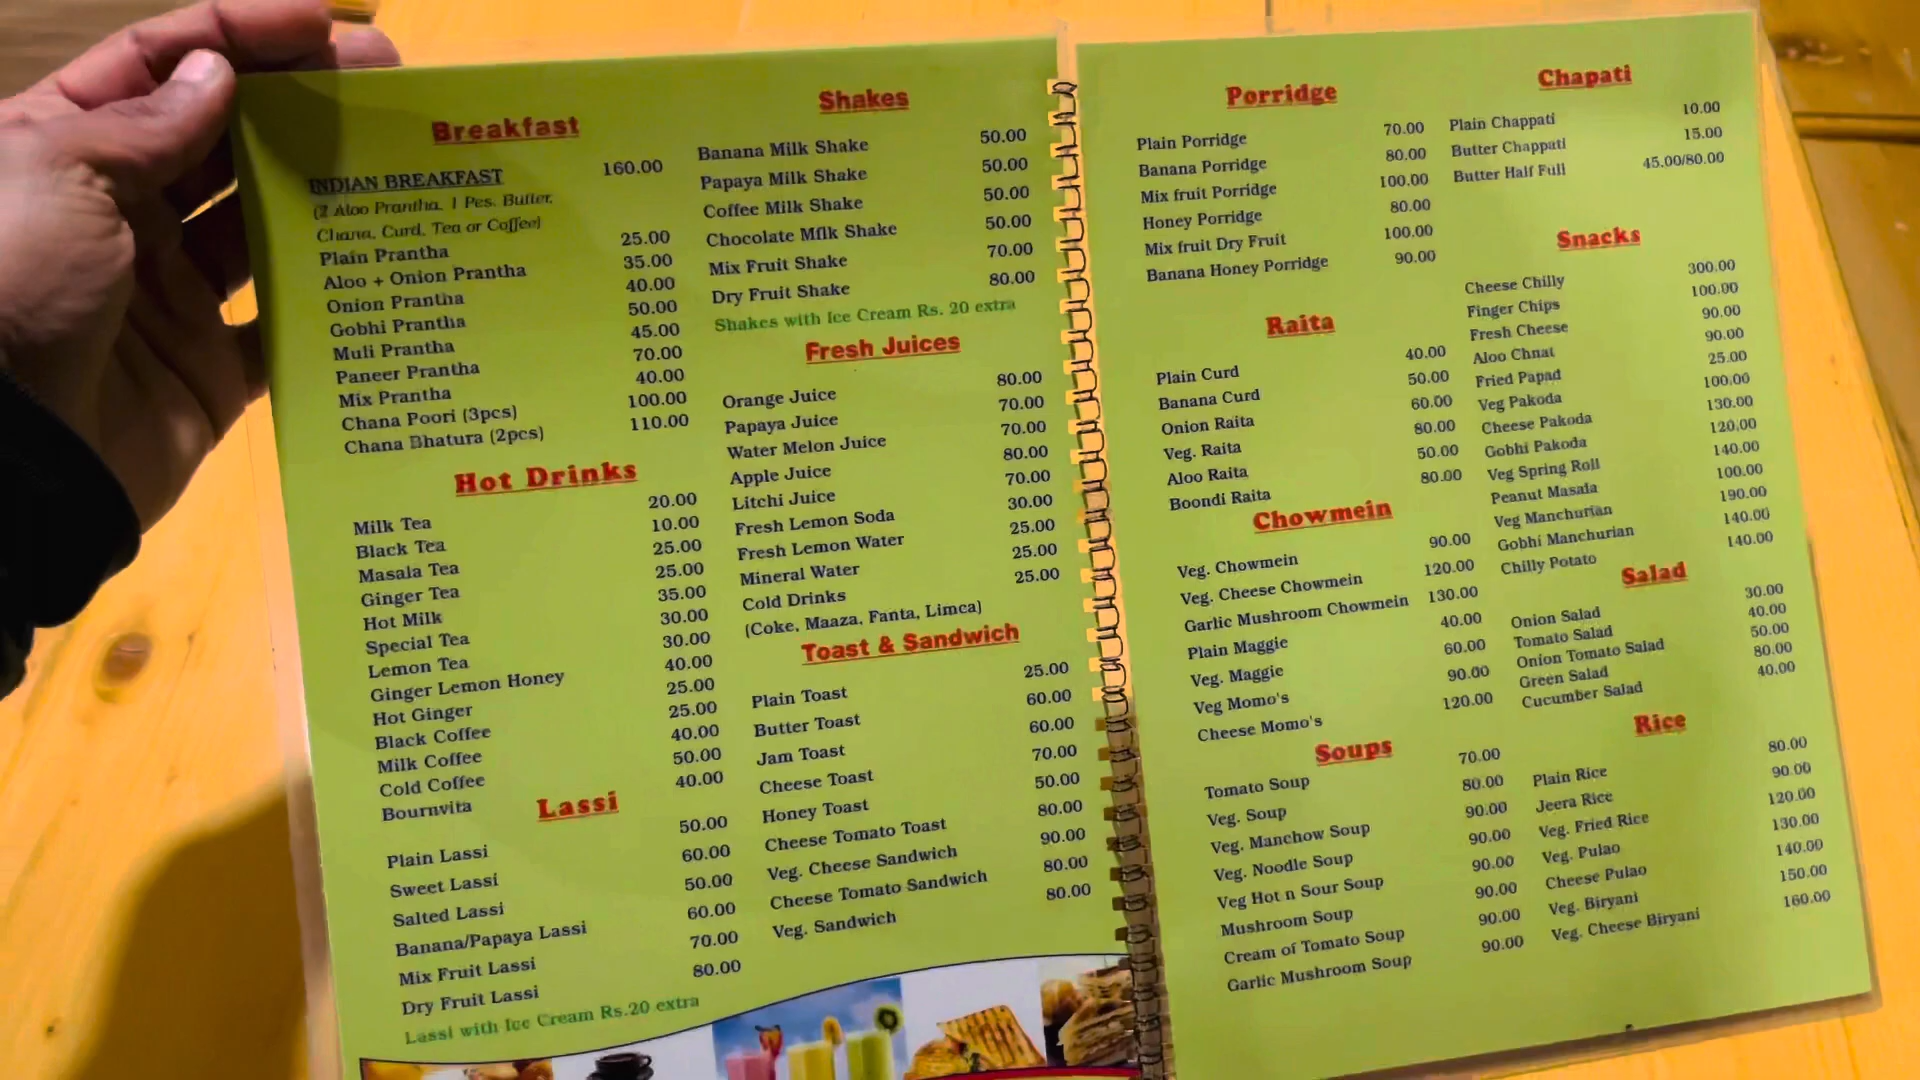 Breakfast
INDIAN BREAKFAST 160.00
(2 Aloo Prantha. 1 Pes. Butter,
Chana, Curd, Tea or Coffee)
Plain Prantha 25.00
Aloo + Onion Prantha 35.00
Onion Prantha 40.00
Gobhi Prantha 50.00
Muli Prantha 45.00
Paneer Prantha 70.00
Mix Prantha 40.00
Chana Poori (3pcs) 100.00
Chana Bhatura (2pcs) 110.00
Hot Drinks
Milk Tea 20.00
Black Tea 10.00
Masala Tea 25.00
Ginger Tea 25.00
Hot Milk 35.00
Special Tea 30.00
Lemon Tea 30.00
Ginger Lemon Honey 40.00
Hot Ginger 25.00
Black Coffee 25.00
Milk Coffee 40.00
Cold Coffee 50.00
Bournvita 40.00
Lassi
Plain Lassi 50.00
Sweet Lassi 60.00
Salted Lassi 50.00
Banana/Papaya Lassi 60.00
Mix Fruit Lassi 70.00
Dry Fruit Lassi 80.00
Lassi with Ice Cream Rs.20 extra
Shakes
Banana Milk Shake 50.00
Papaya Milk Shake 50.00
Coffee Milk Shake 50.00
Chocolate Milk Shake 50.00
Mix Fruit Shake 70.00
Dry Fruit Shake 80.00
Shakes with Ice Cream Rs. 20 extra
Fresh Juices
Orange Juice 80.00
Papaya Juice 70.00
Water Melon Juice 70.00
Apple Juice 80.00
Litchi Juice 70.00
Fresh Lemon Soda 30.00
Fresh Lemon Water 25.00
Mineral Water 25.00
Cold Drinks 25.00
(Coke, Maaza, Fanta, Limca)
Toast & Sandwich
Plain Toast 25.00
Butter Toast 60.00
Jam Toast 60.00
Cheese Toast 70.00
Honey Toast 50.00
Cheese Tomato Toast 80.00
Veg. Cheese Sandwich 90.00
Cheese Tomato Sandwich 80.00
Veg. Sandwich 80.00
Porridge
Plain Porridge 70.00
Banana Porridge 80.00
Mix fruit Porridge 100.00
Honey Porridge 80.00
Mix fruit Dry Fruit 100.00
Banana Honey Porridge 90.00
Raita
Plain Curd 40.00
Banana Curd 50.00
Onion Raita 60.00
Veg. Raita 80.00
Aloo Raita 50.00
Boondi Raita 80.00
Chowmein
Veg. Chowmein 90.00
Veg. Cheese Chowmein 120.00
Garlic Mushroom Chowmein 130.00
Plain Maggie 40.00
Veg. Maggie 60.00
Veg Momo's 90.00
Cheese Momo's 120.00
Soups
Tomato Soup 70.00
Veg. Soup 80.00
Veg. Manchow Soup 90.00
Veg. Noodle Soup 90.00
Veg Hot n Sour Soup 90.00
Mushroom Soup 90.00
Cream of Tomato Soup 90.00
Garlic Mushroom Soup 90.00
Chapati
Plain Chappati 10.00
Butter Chappati 15.00
Butter Half Full 45.00/80.00
Snacks
Cheese Chilly 300.00
Finger Chips 100.00
Fresh Cheese 90.00
Aloo Chnat 90.00
Fried Papad 25.00
Veg Pakoda 100.00
Cheese Pakoda 130.00
Gobhi Pakoda 120.00
Veg Spring Roll 140.00
Peanut Masala 100.00
Veg Manchurian 190.00
Gobhi Manchurian 140.00
Chilly Potato 140.00
Salad
Onion Salad 30.00
Tomato Salad 40.00
Onion Tomato Salad 50.00
Green Salad 80.00
Cucumber Salad 40.00
Rice
Plain Rice 80.00
Jeera Rice 90.00
Veg. Fried Rice 120.00
Veg. Pulao 130.00
Cheese Pulao 140.00
Veg. Biryani 150.00
Veg. Cheese Biryani 160.00